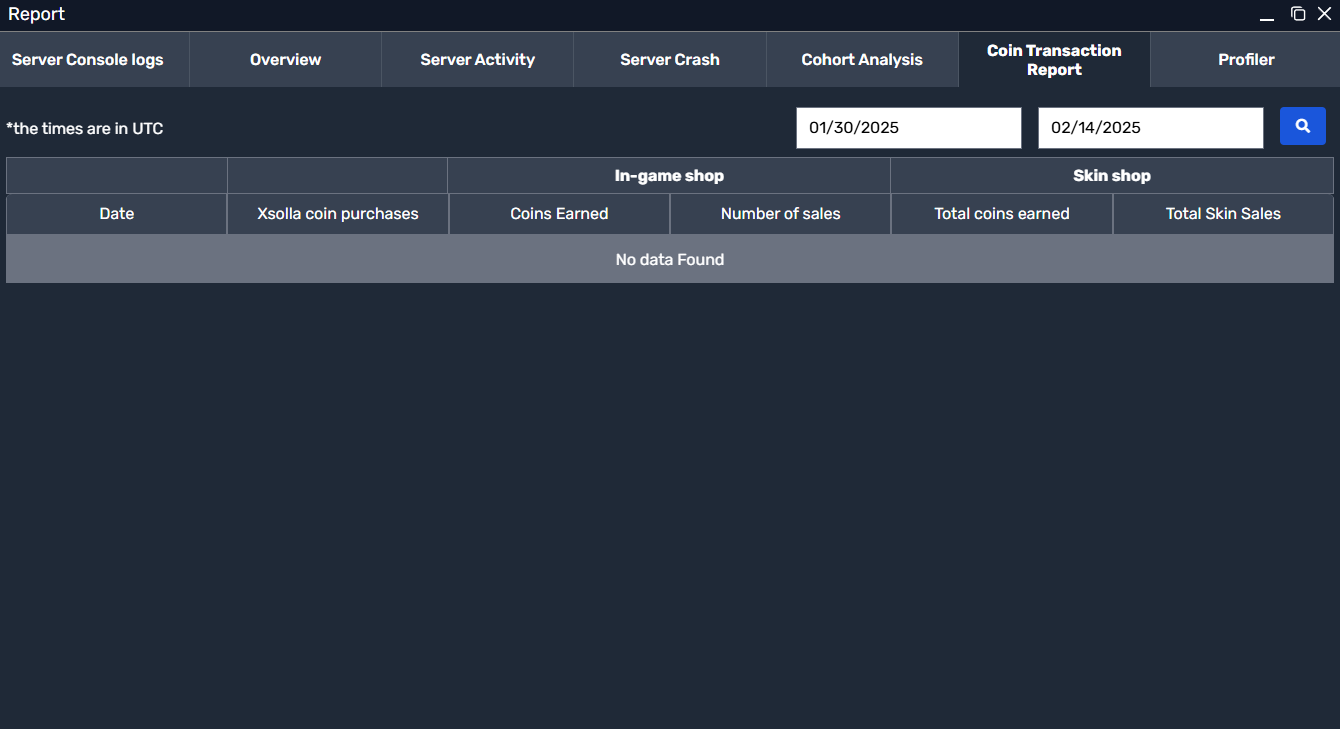 Report
Server Console logs
Overview
Server Activity
Server Crash
Cohort Analysis
Coin Transaction
Report
Profiler
*the times are in UTC
01/30/2025
02/14/2025
In-game shop
Skin shop
Date
Xsolla coin purchases
Coins Earned
Number of sales
Total coins earned
Total Skin Sales
No data Found